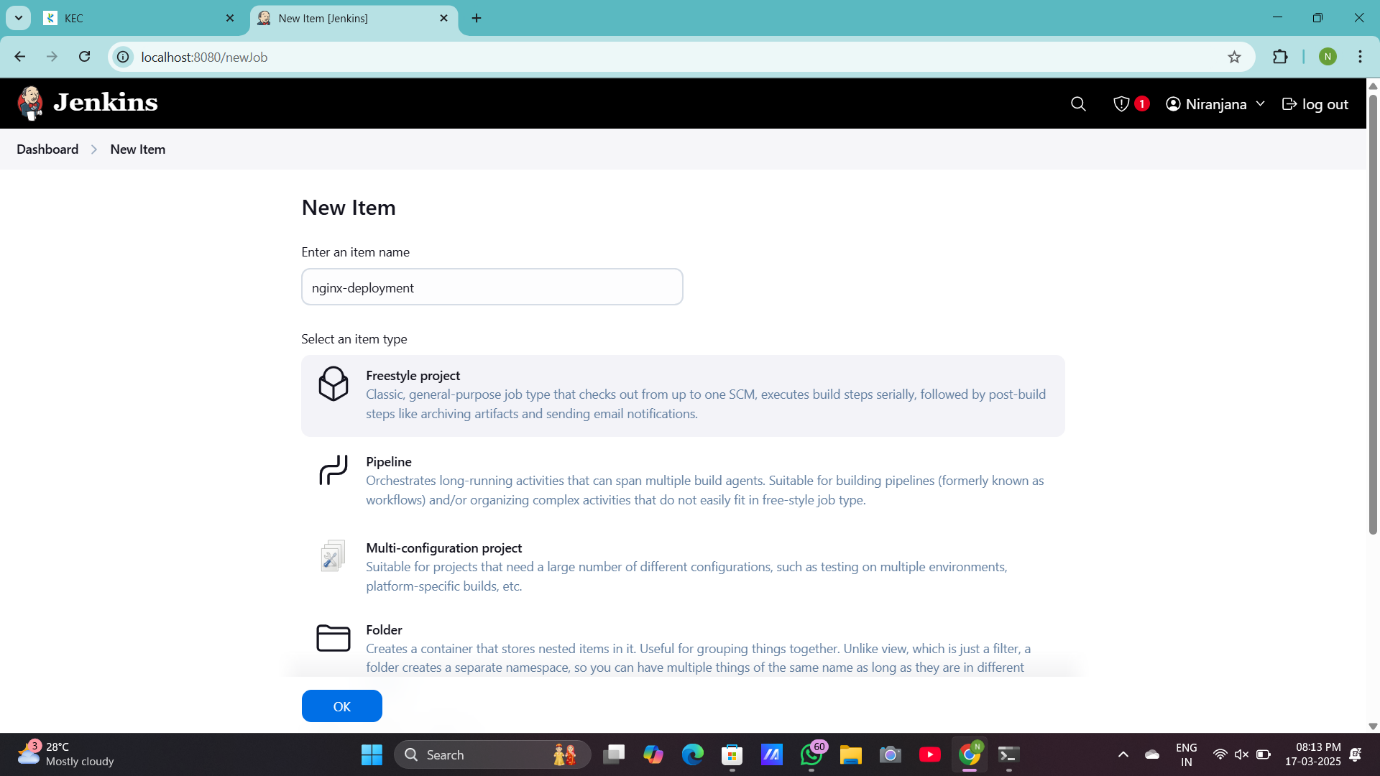 KEC
New Item [Jenkins]
localhost:8080/newJob
N
Jenkins
1
Niranjana
log out
Dashboard
New Item
New Item
Enter an item name
nginx-deployment
Select an item type
Freestyle project
Classic, general-purpose job type that checks out from up to one SCM, executes build steps serially, followed by post-build
steps like archiving artifacts and sending email notifications.
Pipeline
Orchestrates long-running activities that can span multiple build agents. Suitable for building pipelines (formerly known as
workflows) and/or organizing complex activities that do not easily fit in free-style job type.
Multi-configuration project
Suitable for projects that need a large number of different configurations, such as testing on multiple environments,
platform-specific builds, etc.
Folder
Creates a container that stores nested items in it. Useful for grouping things together. Unlike view, which is just a filter, a
folder creates a separate namespace, so you can have multiple things of the same name as long as they are in different
OK
3
28°C
Mostly cloudy
Search
60
N
ENG
IN
08:13 PM
17-03-2025